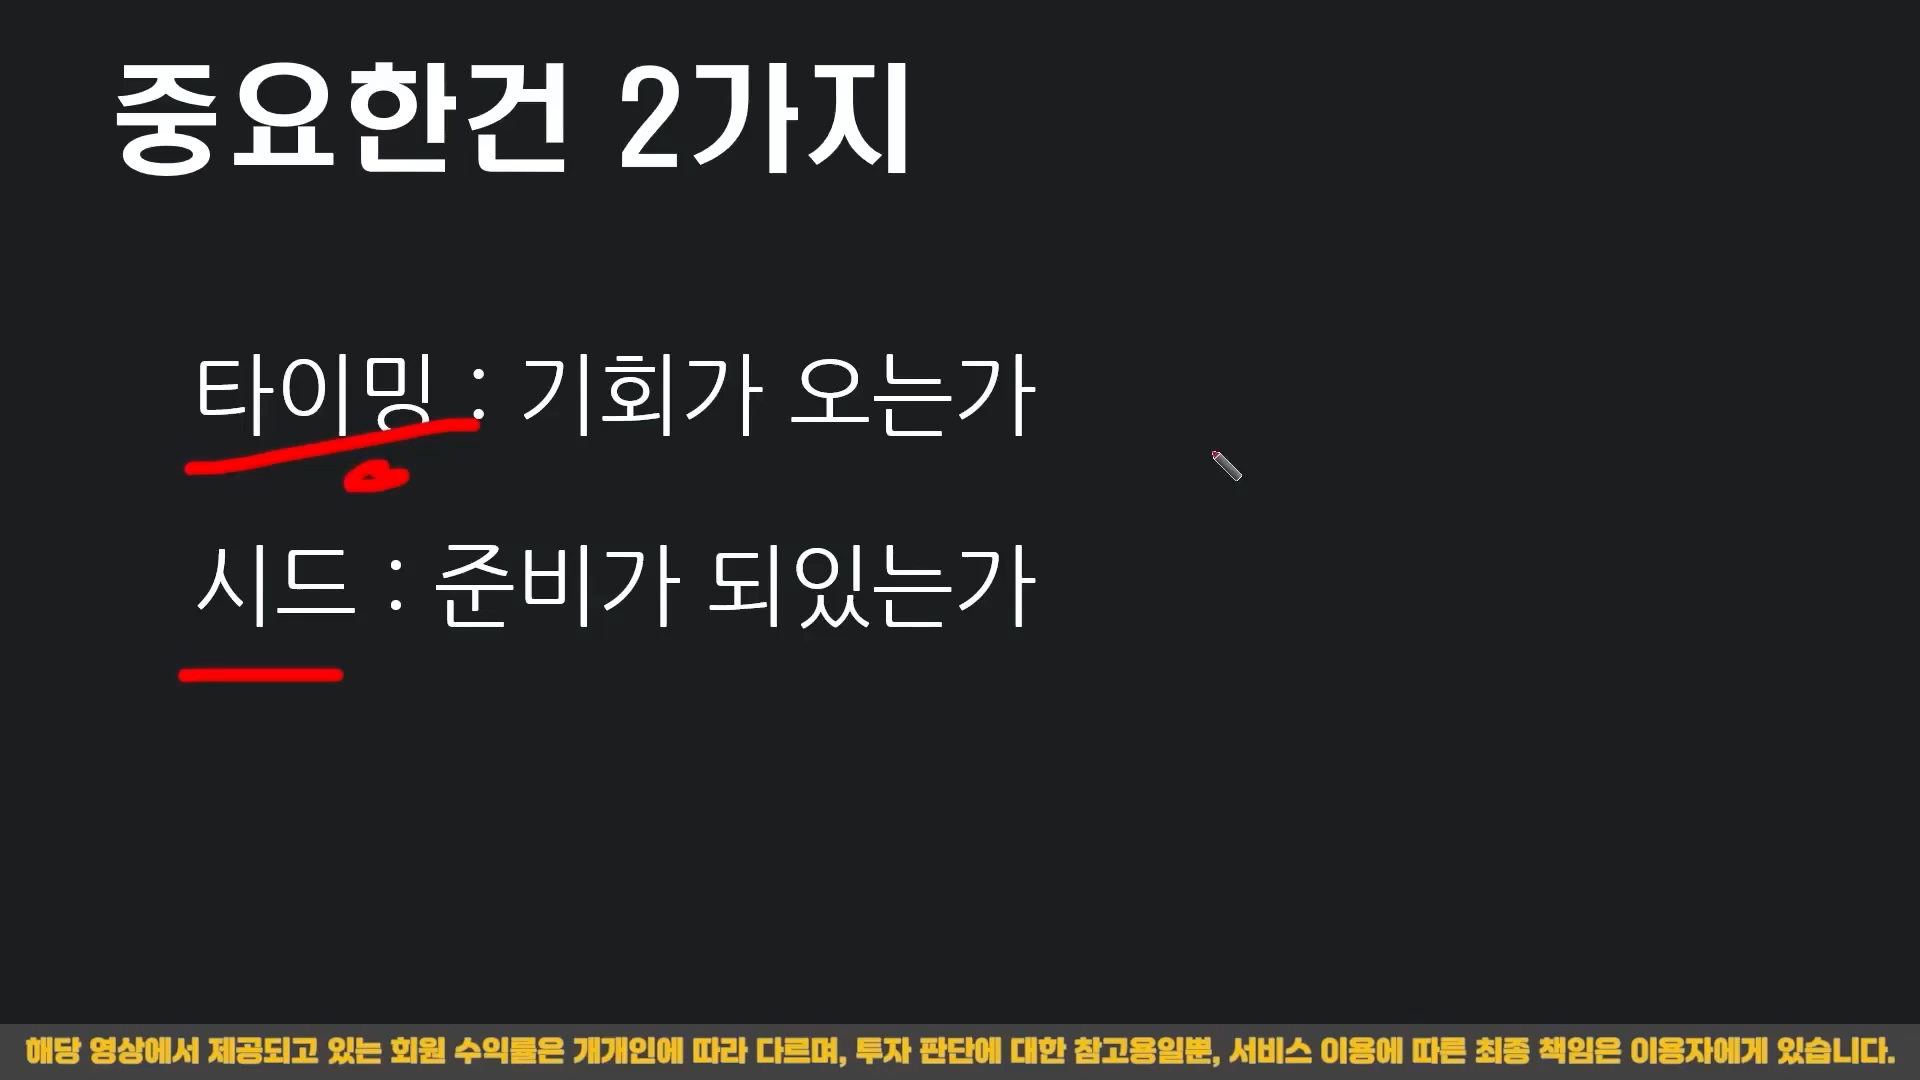 중요한건 2가지
타이밍 : 기회가 오는가
시드 : 준비가 되있는가
해당 영상에서 제공되고 있는 회원 수익률은 개개인에 따라 다르며, 투자 판단에 대한 참고용일뿐, 서비스 이용에 따른 최종 책임은 이용자에게 있습니다.